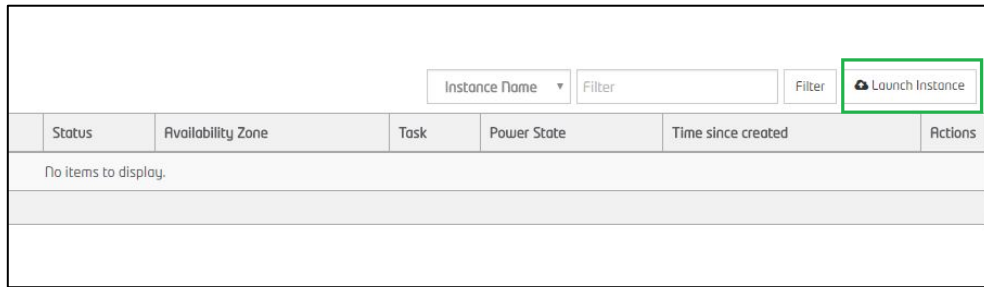 Instance Name Filter Filter Launch Instance
Status Availability Zone Task Power State Time since created Actions
No items to display.